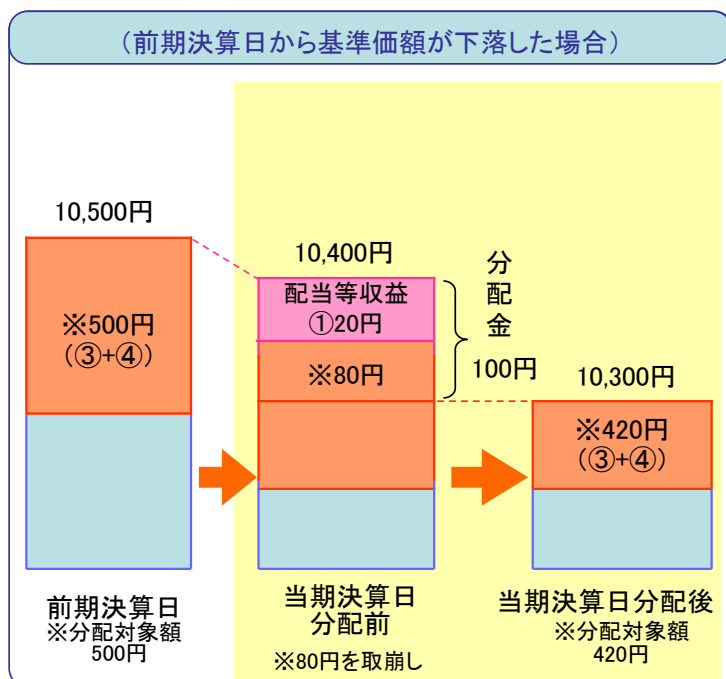 （前期決算日から基準価額が下落した場合）
10,500円
※500円
（③+④）
前期決算日
※分配対象額
500円
10,400円
配当等収益
①20円
※80円
分配金
100円
当期決算日
分配前
※80円を取崩し
10,300円
※420円
（③+④）
当期決算日分配後
※分配対象額
420円